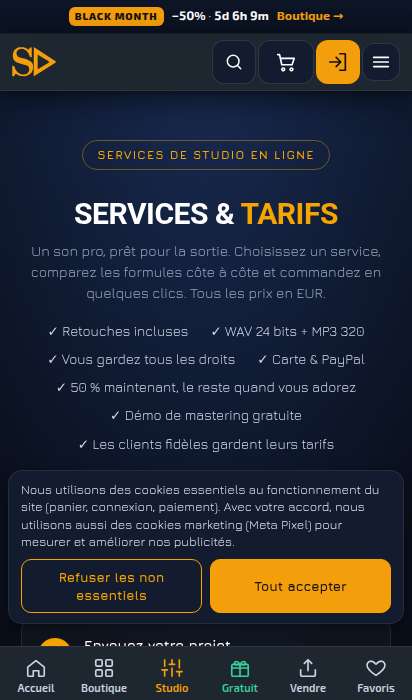 BLACK MONTH −50% · 5d 6h 9m Boutique →
S
SERVICES DE STUDIO EN LIGNE
SERVICES & TARIFS
Un son pro, prêt pour la sortie. Choisissez un service,
comparez les formules côte à côte et commandez en
quelques clics. Tous les prix en EUR.
✓ Retouches incluses ✓ WAV 24 bits + MP3 320
✓ Vous gardez tous les droits ✓ Carte & PayPal
✓ 50 % maintenant, le reste quand vous adorez
✓ Démo de mastering gratuite
✓ Les clients fidèles gardent leurs tarifs
Nous utilisons des cookies essentiels au fonctionnement du
site (panier, connexion, paiement). Avec votre accord, nous
utilisons aussi des cookies marketing (Meta Pixel) pour
mesurer et améliorer nos publicités.
Refuser les non
essentiels
Tout accepter
Envoyez votre projet
Accueil Boutique Studio Gratuit Vendre Favoris